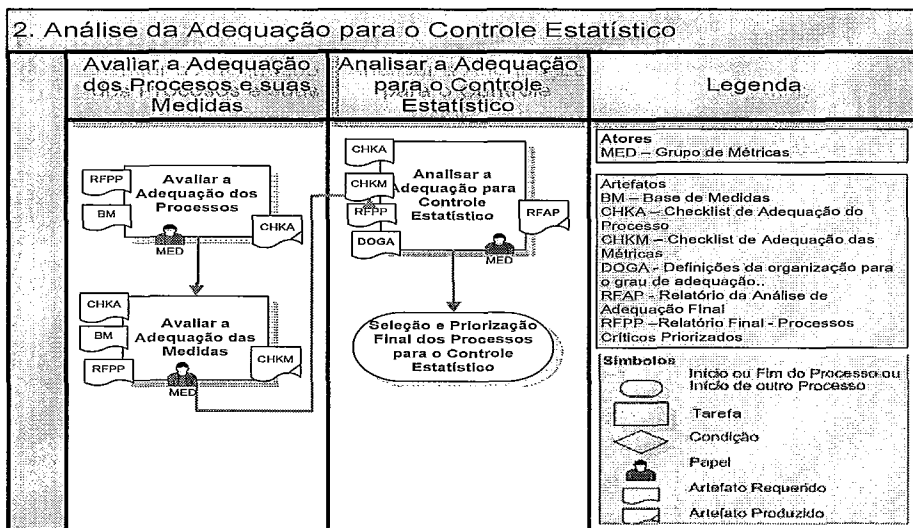 2. Análise da Adequação para o Controle Estatístico
Avaliar a Adequação
dos Procesos e suas
Medidas
Analisar a Adequação
para o Controle
Estatístico
Legenda
RFPP
BM
Avaliar a
Adequação dos
Processos
CHKA
MED
CHKA
BM
RFPP
Avaliar a
Adequação das
Medidas
CHKM
MED
CHKA
CHKM
RFPP
DOGA
Analisar a
Adequação para
Controle
Estatístico
RFAP
MED
Seleção e Priorização
Final dos Processos
para o Controle
Estatístico
Atores
MED – Grupo de Métricas
Artefatos
BM – Base de Medidas
CHKA – Checklist de Adequação do
Processo
CHKM – Checklist de Adequação das
Métricas
DOGA - Definições da organização para
o grau de adequação..
RFAP - Relatório da Análise de
Adequação Final
RFPP –Relatório Final - Processos
Críticos Priorizados
Símbolos
Início ou Fim do Processo ou
Início de outro Processo
Tarefa
Condição
Papel
Artefato Requerido
Artefato Produzido